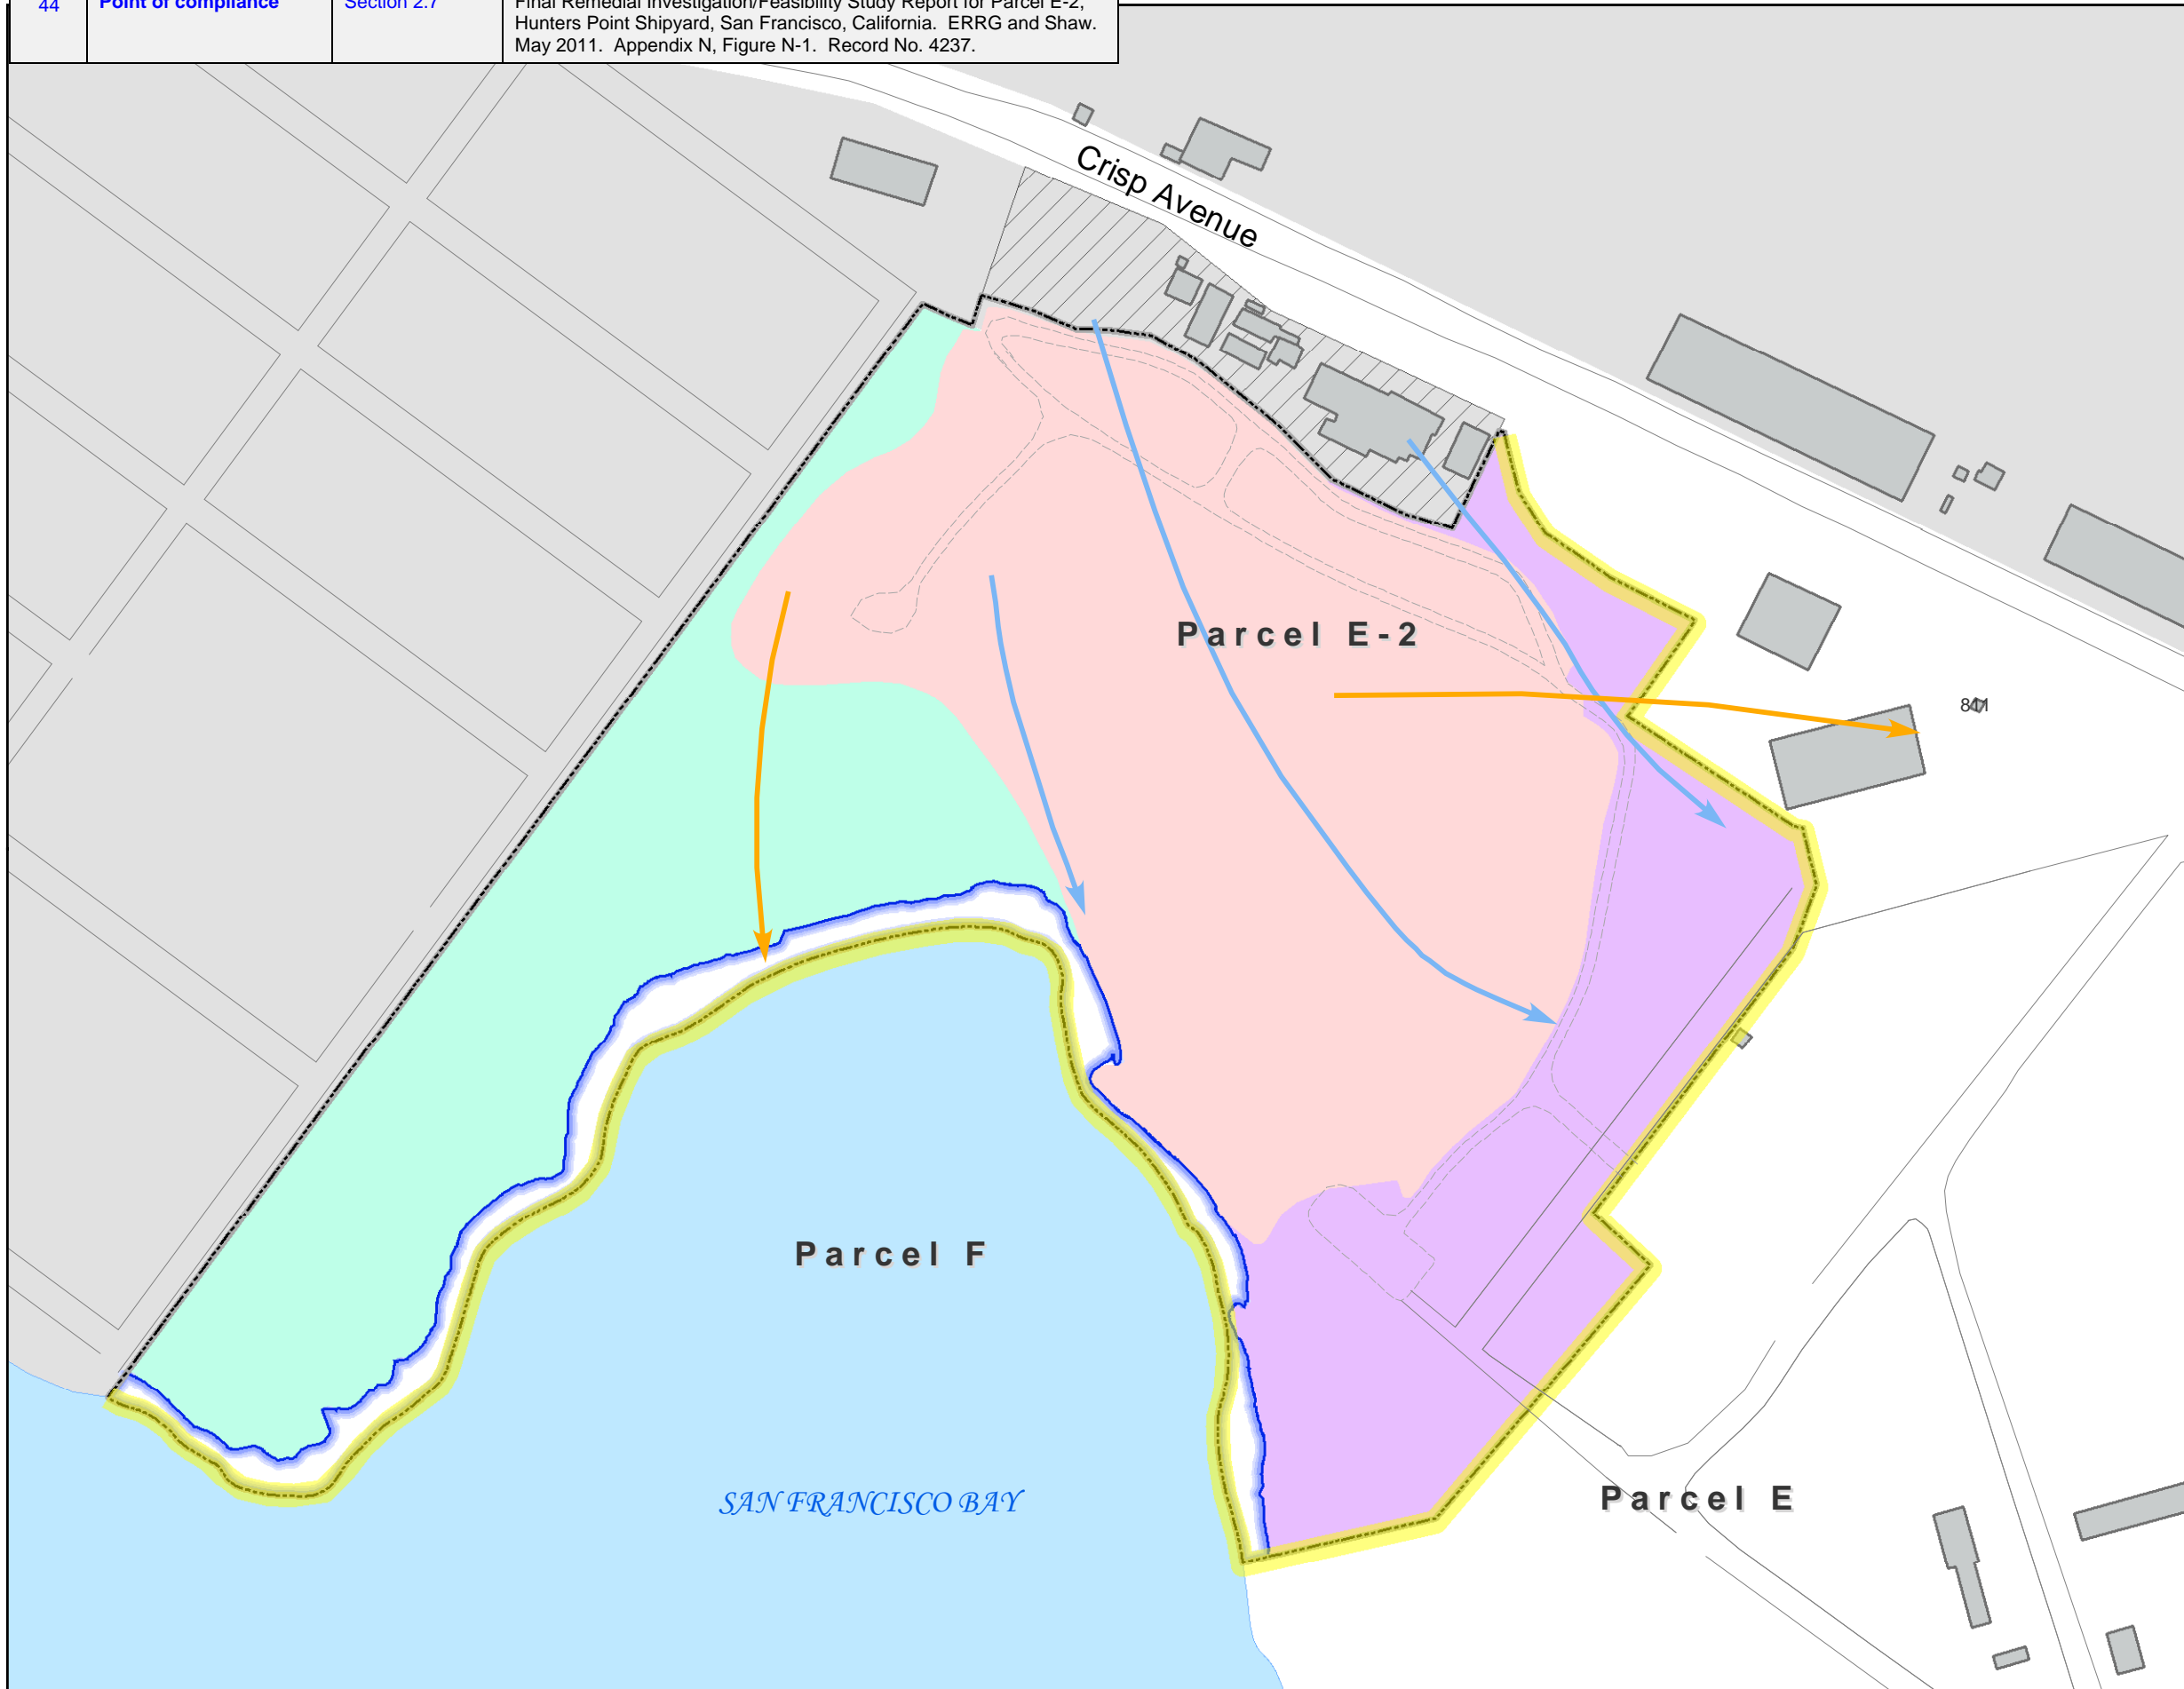 44
Point of compliance
Section 2.7
Final Remedial Investigation/Feasibility Study Report for Parcel E-2,
Hunters Point Shipyard, San Francisco, California. ERRG and Shaw.
May 2011. Appendix N, Figure N-1. Record No. 4237.
Crisp Avenue
Parcel E-2
Parcel F
SAN FRANCISCO BAY
Parcel E